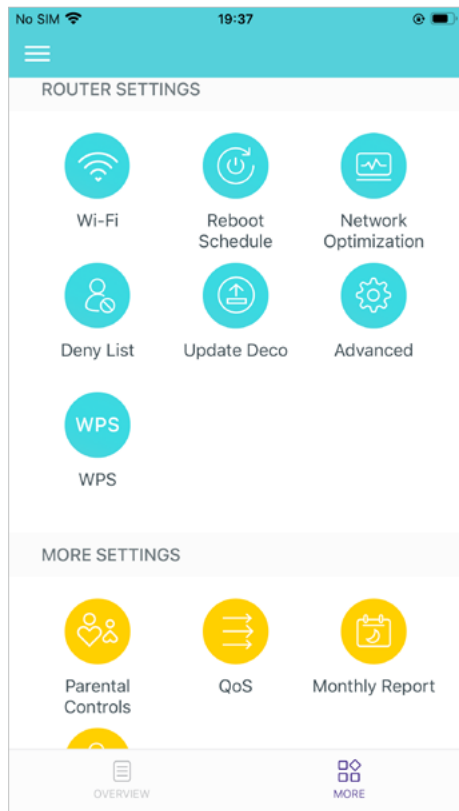 No SIM 19:37
ROUTER SETTINGS
Wi-Fi
Reboot
Schedule
Network
Optimization
Deny List
Update Deco
Advanced
WPS
WPS
MORE SETTINGS
Parental
Controls
QoS
Monthly Report
OVERVIEW
MORE